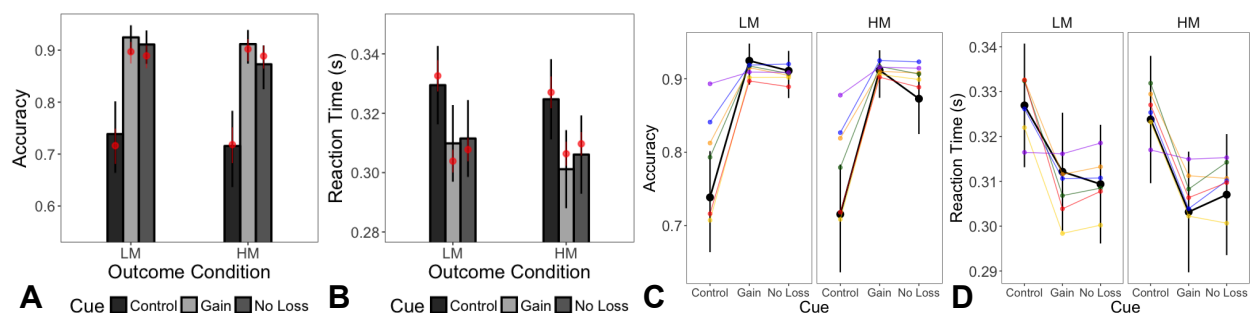 Accuracy
0.9
0.8
0.7
0.6
LM
HM
Outcome Condition
A
Cue Control Gain No Loss
Reaction Time (s)
0.34
0.32
0.30
0.28
LM
HM
Outcome Condition
B
Cue Control Gain No Loss
LM
HM
Accuracy
0.9
0.8
0.7
Control Gain No Loss
Control Gain No Loss
Cue
C
LM
HM
Reaction Time (s)
0.34
0.33
0.32
0.31
0.30
0.29
Control Gain No Loss
Control Gain No Loss
Cue
D